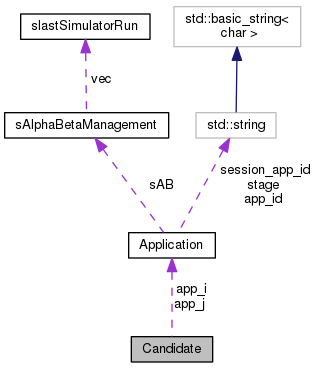 slastSimulatorRun
std::basic_string<
char >
vec
sAlphaBetaManagement
std::string
sAB
session_app_id
stage
app_id
Application
app_i
app_j
Candidate